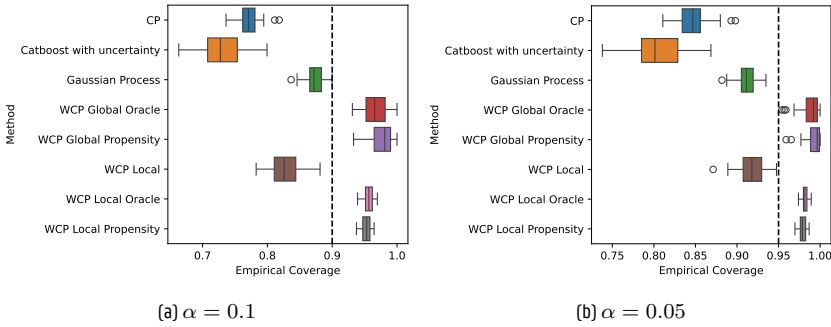 Method
CP
Catboost with uncertainty
Gaussian Process
WCP Global Oracle
WCP Global Propensity
WCP Local
WCP Local Oracle
WCP Local Propensity
0.7 0.8 0.9 1.0
Empirical Coverage
(a) α = 0.1
Method
CP
Catboost with uncertainty
Gaussian Process
WCP Global Oracle
WCP Global Propensity
WCP Local
WCP Local Oracle
WCP Local Propensity
0.75 0.80 0.85 0.90 0.95 1.00
Empirical Coverage
(b) α = 0.05